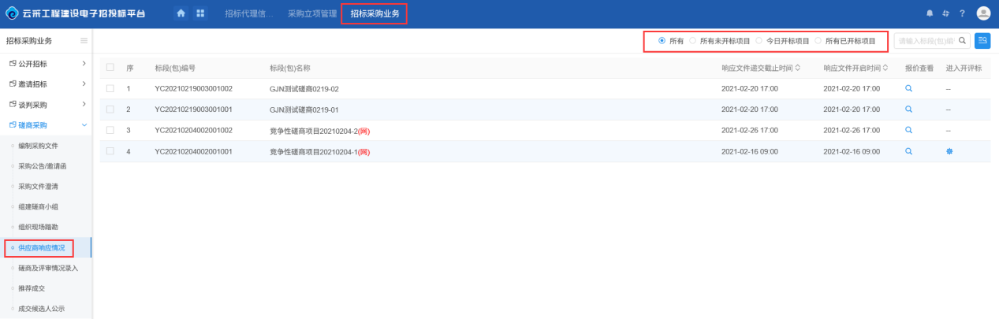 云采工程建设电子招投标平台 招标代理信... 采购立项管理 招标采购业务
招标采购业务
所有 所有未开标项目 今日开标项目 所有已开标项目 请输入标段(包)编
公开招标
邀请招标
谈判采购
磋商采购
编制采购文件
采购公告/邀请函
采购文件澄清
组建磋商小组
组织现场踏勘
供应商响应情况
磋商及评审情况录入
推荐成交
成交候选人公示
序 标段(包)编号 标段(包)名称 响应文件递交截止时间 响应文件开启时间 报价查看 进入开评标
1 YC20210219003001002 GJN测试磋商0219-02 2021-02-20 17:00 2021-02-20 17:00 --
2 YC20210219003001001 GJN测试磋商0219-01 2021-02-20 17:00 2021-02-20 17:00 --
3 YC20210204002001002 竞争性磋商项目20210204-2(网) 2021-02-26 17:00 2021-02-26 17:00 --
4 YC20210204002001001 竞争性磋商项目20210204-1(网) 2021-02-16 09:00 2021-02-16 09:00